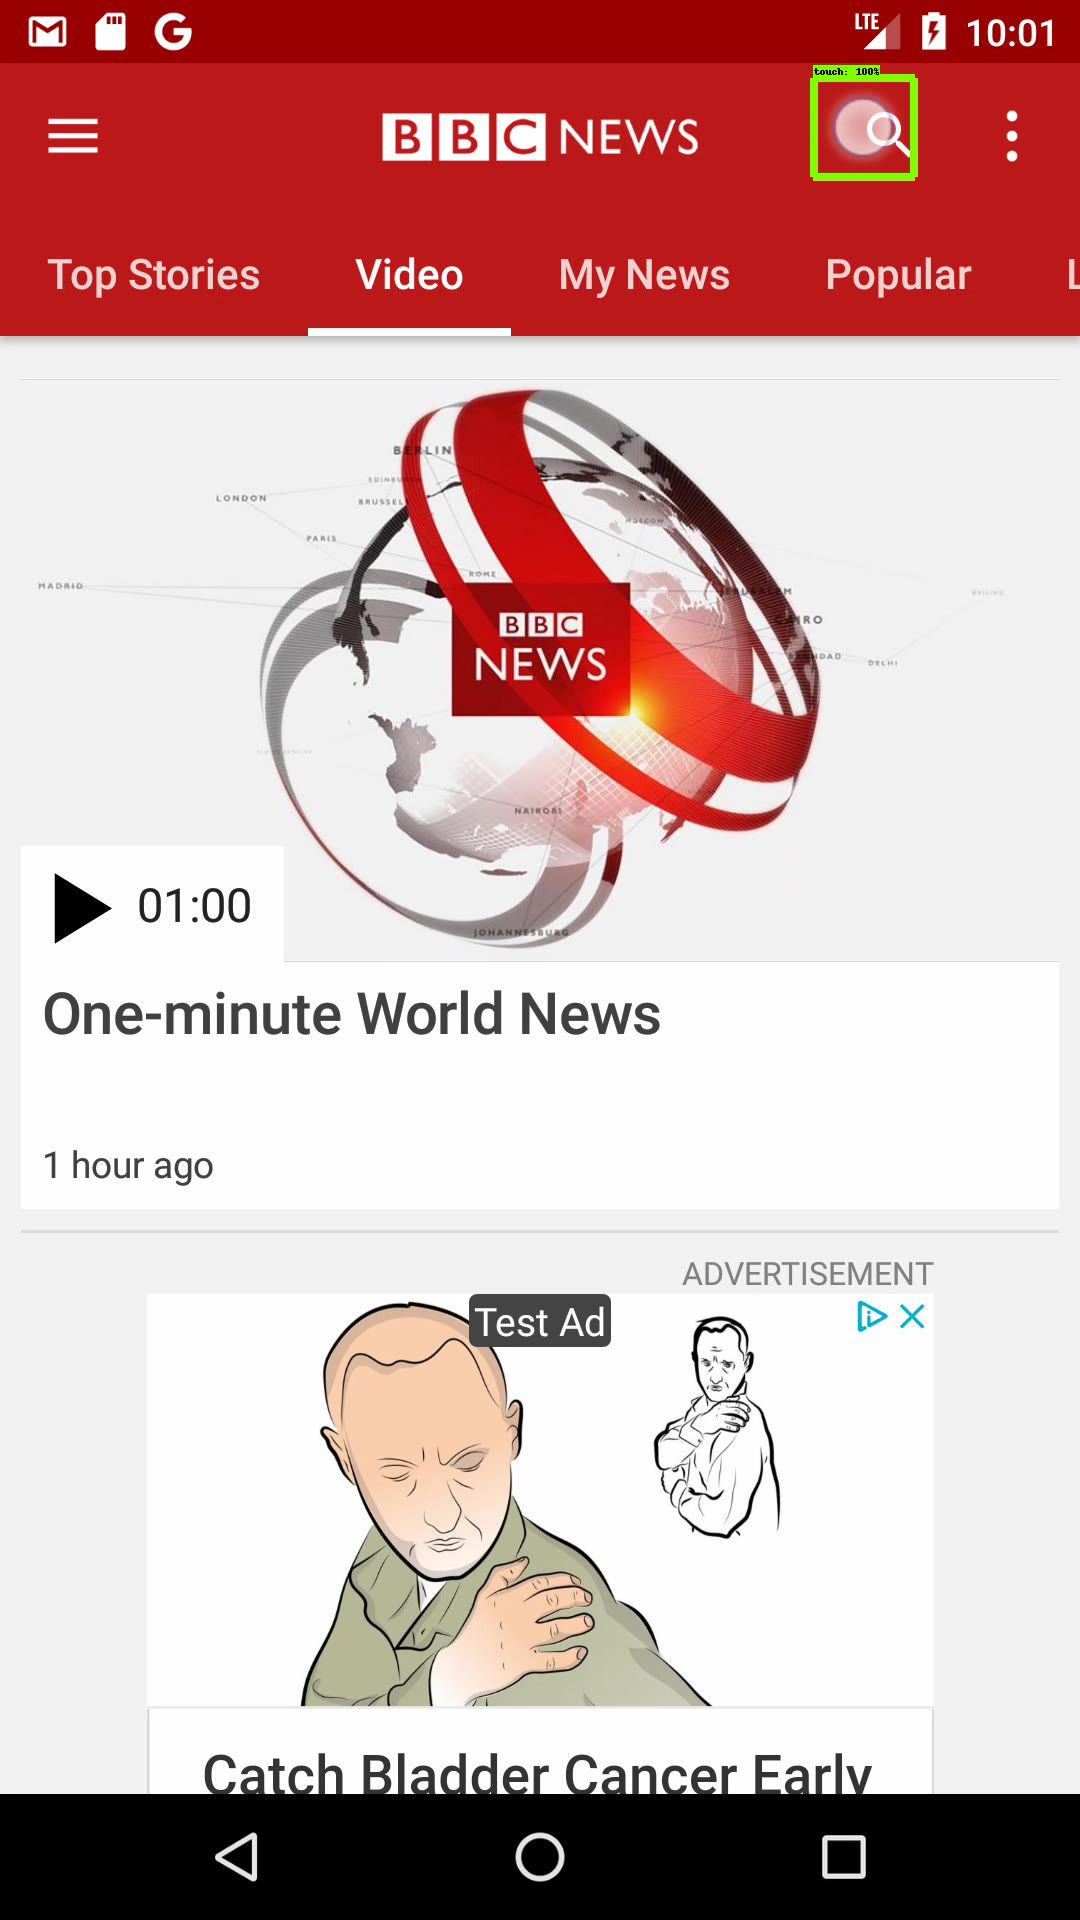 LTE 10:01
touch: 100%
BBC NEWS
Top Stories Video My News Popular L
BERLIN
EDINBURGH
LONDON
BRUSSELS
MOSCOW
PARIS
ROME
MADRID
JERUSALEM
BEIJING
CAIRO
BAGHDAD
DELHI
BBC
NEWS
NAIROBI
JOHANNESBURG
01:00
One-minute World News
1 hour ago
ADVERTISEMENT
Test Ad
Catch Bladder Cancer Early